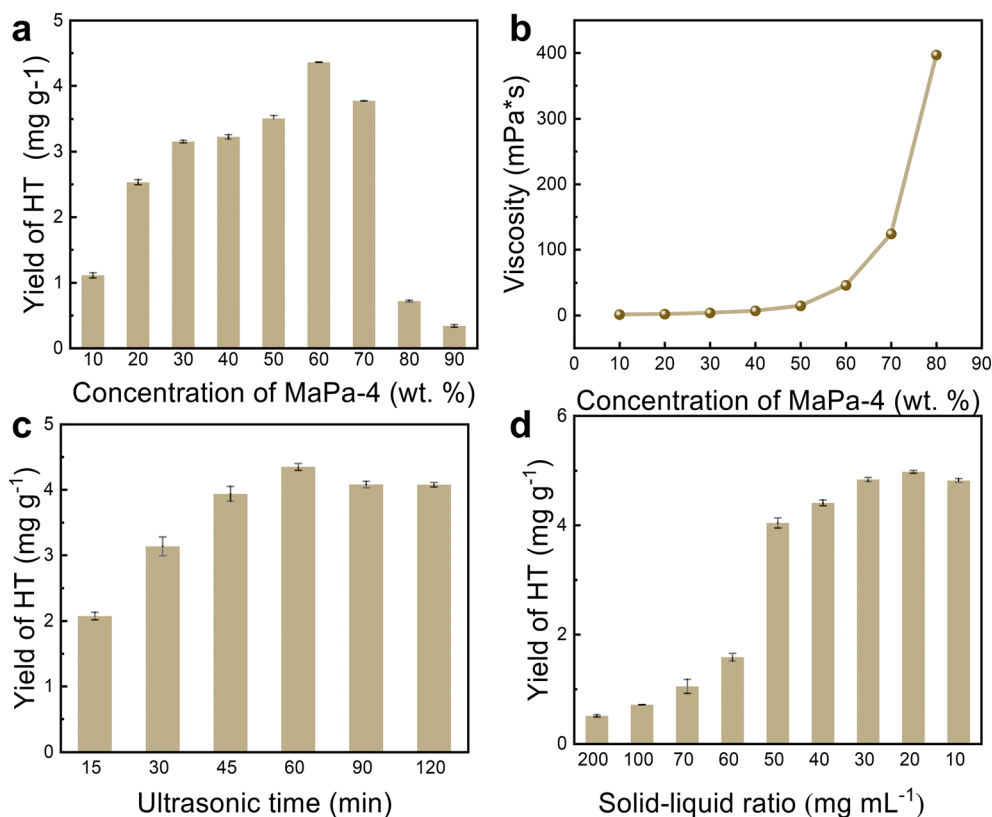 a
Yield of HT (mg g-1)
5
4
3
2
1
0
10 20 30 40 50 60 70 80 90
Concentration of MaPa-4 (wt. %)
b
Viscosity (mPa*s)
400
300
200
100
0
0 10 20 30 40 50 60 70 80 90
Concentration of MaPa-4 (wt. %)
c
Yield of HT (mg g⁻¹)
5
4
3
2
1
0
15 30 45 60 90 120
Ultrasonic time (min)
d
Yield of HT (mg g⁻¹)
6
4
2
0
200 100 70 60 50 40 30 20 10
Solid-liquid ratio (mg mL⁻¹)